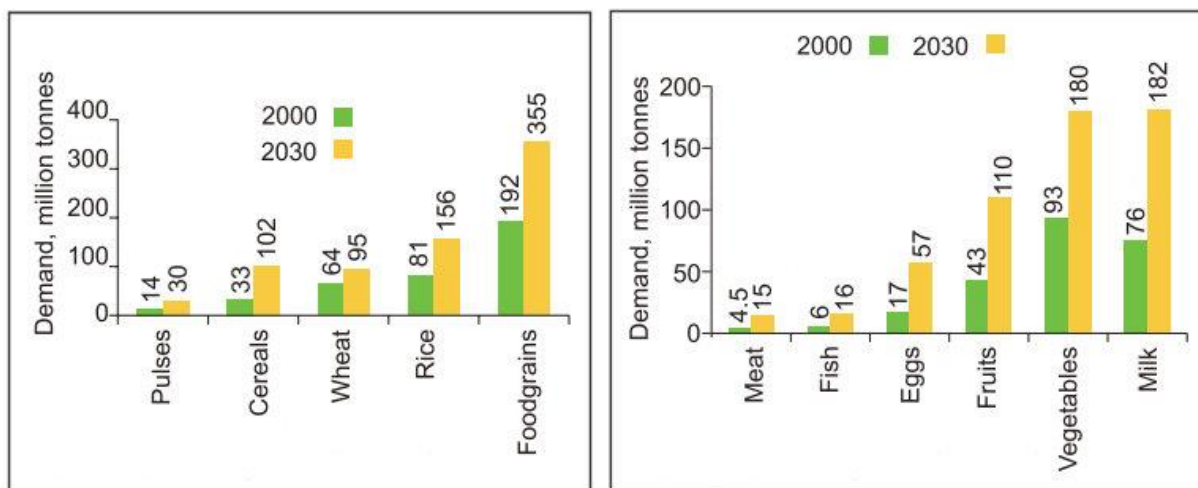 Demand, million tonnes
400
300
200
100
0
2000
2030
14
30
33
102
64
95
81
156
192
355
Pulses
Cereals
Wheat
Rice
Foodgrains
2000 2030
Demand, million tonnes
200
150
100
50
0
4.5
15
6
16
17
57
43
110
93
180
76
182
Meat
Fish
Eggs
Fruits
Vegetables
Milk